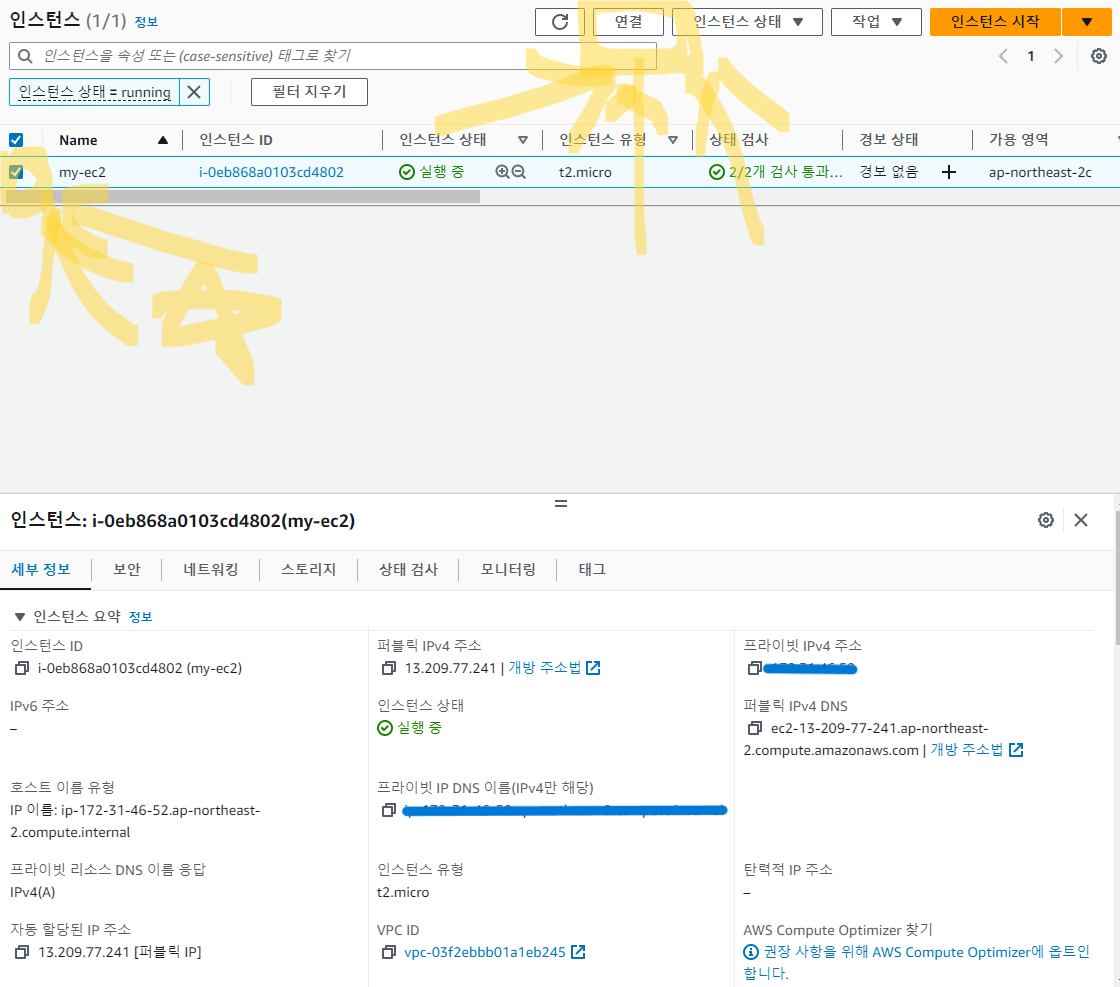 인스턴스 (1/1) 정보
연결
인스턴스 상태 ▼
작업 ▼
인스턴스 시작 ▼
인스턴스을 속성 또는 (case-sensitive) 태그로 찾기
1
인스턴스 상태 = running
필터 지우기
Name
인스턴스 ID
인스턴스 상태
인스턴스 유형
상태 검사
경보 상태
가용 영역
my-ec2
i-0eb868a0103cd4802
실행 중
t2.micro
2/2개 검사 통과...
경보 없음
ap-northeast-2c
인스턴스: i-0eb868a0103cd4802(my-ec2)
세부 정보
보안
네트워킹
스토리지
상태 검사
모니터링
태그
▼ 인스턴스 요약 정보
인스턴스 ID
i-0eb868a0103cd4802 (my-ec2)
퍼블릭 IPv4 주소
13.209.77.241 | 개방 주소법
프라이빗 IPv4 주소
IPv6 주소
–
인스턴스 상태
실행 중
퍼블릭 IPv4 DNS
ec2-13-209-77-241.ap-northeast-
2.compute.amazonaws.com | 개방 주소법
호스트 이름 유형
IP 이름: ip-172-31-46-52.ap-northeast-
2.compute.internal
프라이빗 IP DNS 이름(IPv4만 해당)
프라이빗 리소스 DNS 이름 응답
IPv4(A)
인스턴스 유형
t2.micro
탄력적 IP 주소
–
자동 할당된 IP 주소
13.209.77.241 [퍼블릭 IP]
VPC ID
vpc-03f2ebbb01a1eb245
AWS Compute Optimizer 찾기
권장 사항을 위해 AWS Compute Optimizer에 옵트인
합니다.